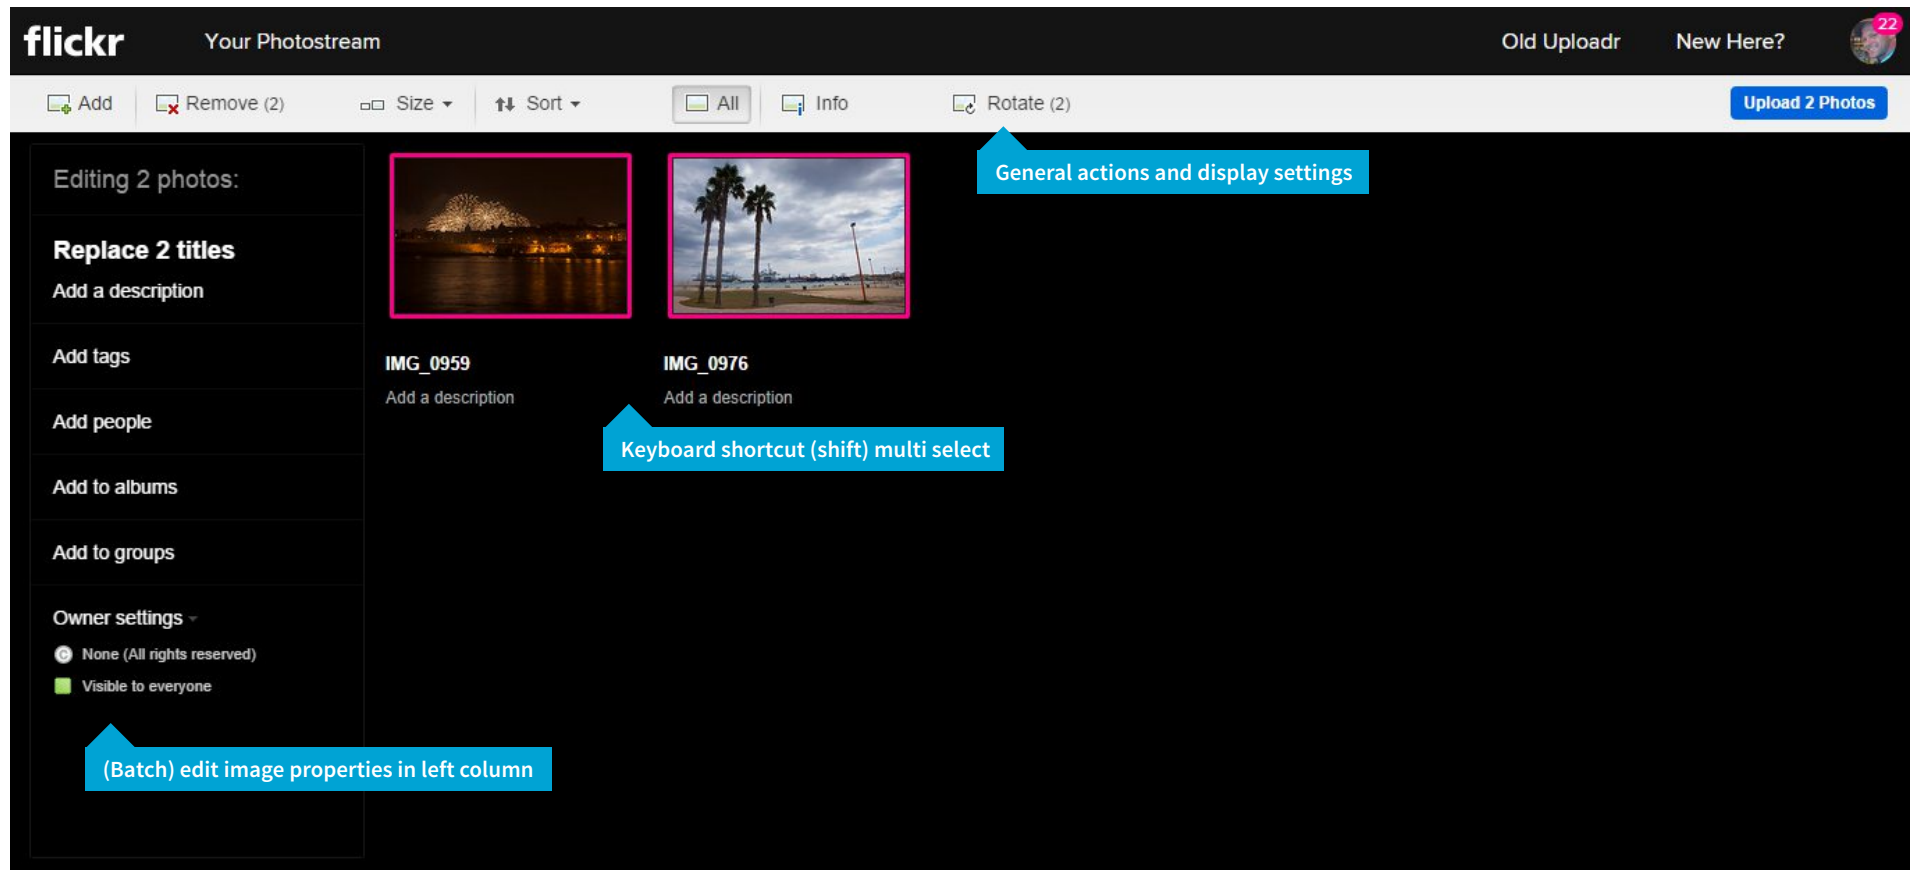 flickr Your Photostream Old Uploadr New Here? 22
Add Remove (2) Size Sort All Info Rotate (2) Upload 2 Photos
General actions and display settings
Editing 2 photos:
Replace 2 titles
Add a description
Add tags
Add people
Add to albums
Add to groups
Owner settings
None (All rights reserved)
Visible to everyone
(Batch) edit image properties in left column
IMG_0959
Add a description
IMG_0976
Add a description
Keyboard shortcut (shift) multi select